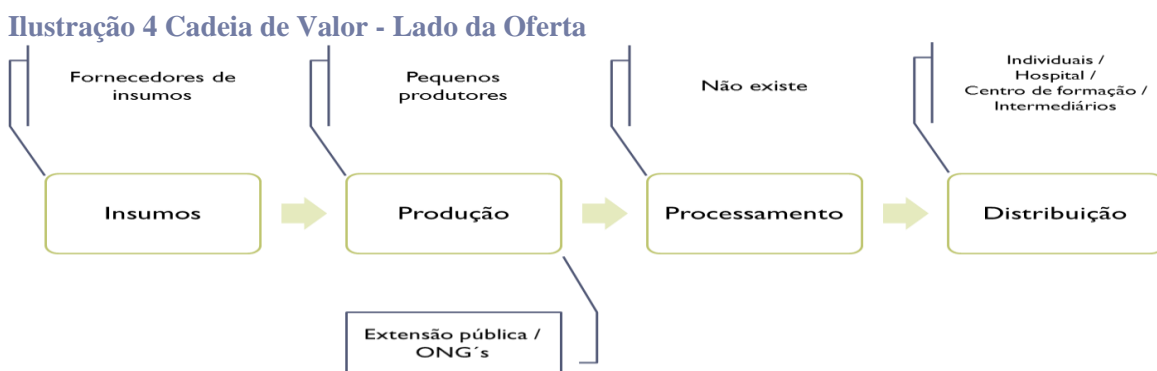 Ilustração 4 Cadeia de Valor - Lado da Oferta
Fornecedores de
insumos
Pequenos
produtores
Não existe
Individuais /
Hospital /
Centro de formação /
Intermediários
Insumos
Produção
Processamento
Distribuição
Extensão pública /
ONG´s